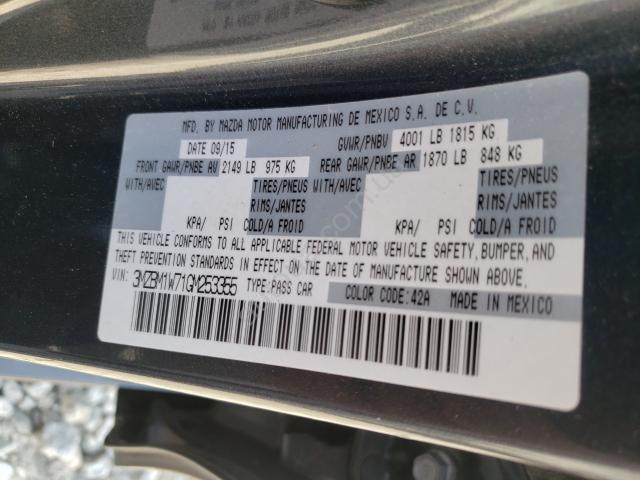 MFD. BY MAZDA MOTOR MANUFACTURING DE MEXICO S.A. DE C.V.
DATE 09/15 GVWR/PNBV 4001 LB 1815 KG
FRONT GAWR/PNBE AV 2149 LB 975 KG REAR GAWR/PNBE AR 1870 LB 848 KG
WITH/AVEC TIRES/PNEUS WITH/AVEC TIRES/PNEUS
RIMS/JANTES RIMS/JANTES
KPA/ PSI COLD/A FROID KPA/ PSI COLD/A FROID
THIS VEHICLE CONFORMS TO ALL APPLICABLE FEDERAL MOTOR VEHICLE SAFETY, BUMPER, AND
THEFT PREVENTION STANDARDS IN EFFECT ON THE DATE OF MANUFACTURE SHOWN ABOVE.
VIN: 3MZBM1W71GM253355 TYPE:PASS CAR COLOR CODE:42A MADE IN MEXICO